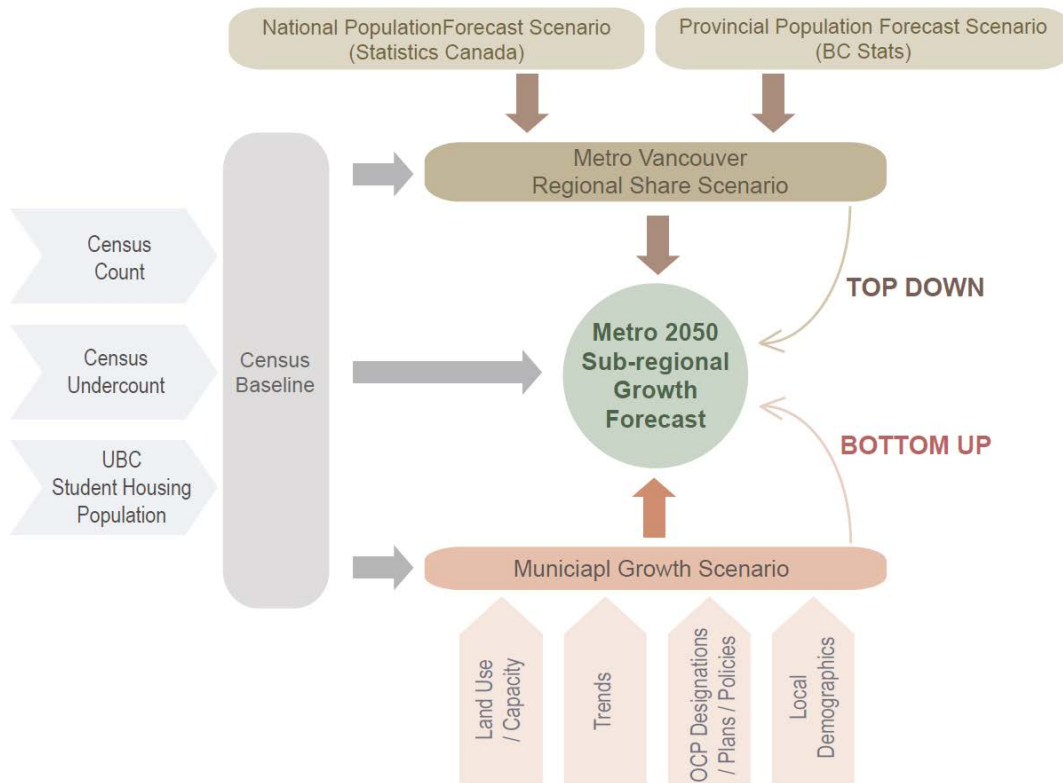 National PopulationForecast Scenario
(Statistics Canada)
Provincial Population Forecast Scenario
(BC Stats)
Metro Vancouver
Regional Share Scenario
Census
Count
TOP DOWN
Metro 2050
Sub-regional
Growth
Forecast
Census
Baseline
Census
Undercount
BOTTOM UP
UBC
Student Housing
Population
Municiapl Growth Scenario
Land Use
/ Capacity
Trends
OCP Designations
/ Plans / Policies
Local
Demographics